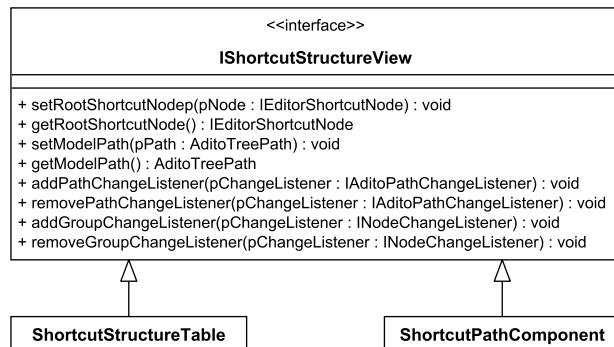 <<interface>>
IShortcutStructureView
+ setRootShortcutNodep(pNode : IEditorShortcutNode) : void
+ getRootShortcutNode() : IEditorShortcutNode
+ setModelPath(pPath : AditoTreePath) : void
+ getModelPath() : AditoTreePath
+ addPathChangeListener(pChangeListener : IAditoPathChangeListener) : void
+ removePathChangeListener(pChangeListener : IAditoPathChangeListener) : void
+ addGroupChangeListener(pChangeListener : INodeChangeListener) : void
+ removeGroupChangeListener(pChangeListener : INodeChangeListener) : void
ShortcutStructureTable
ShortcutPathComponent